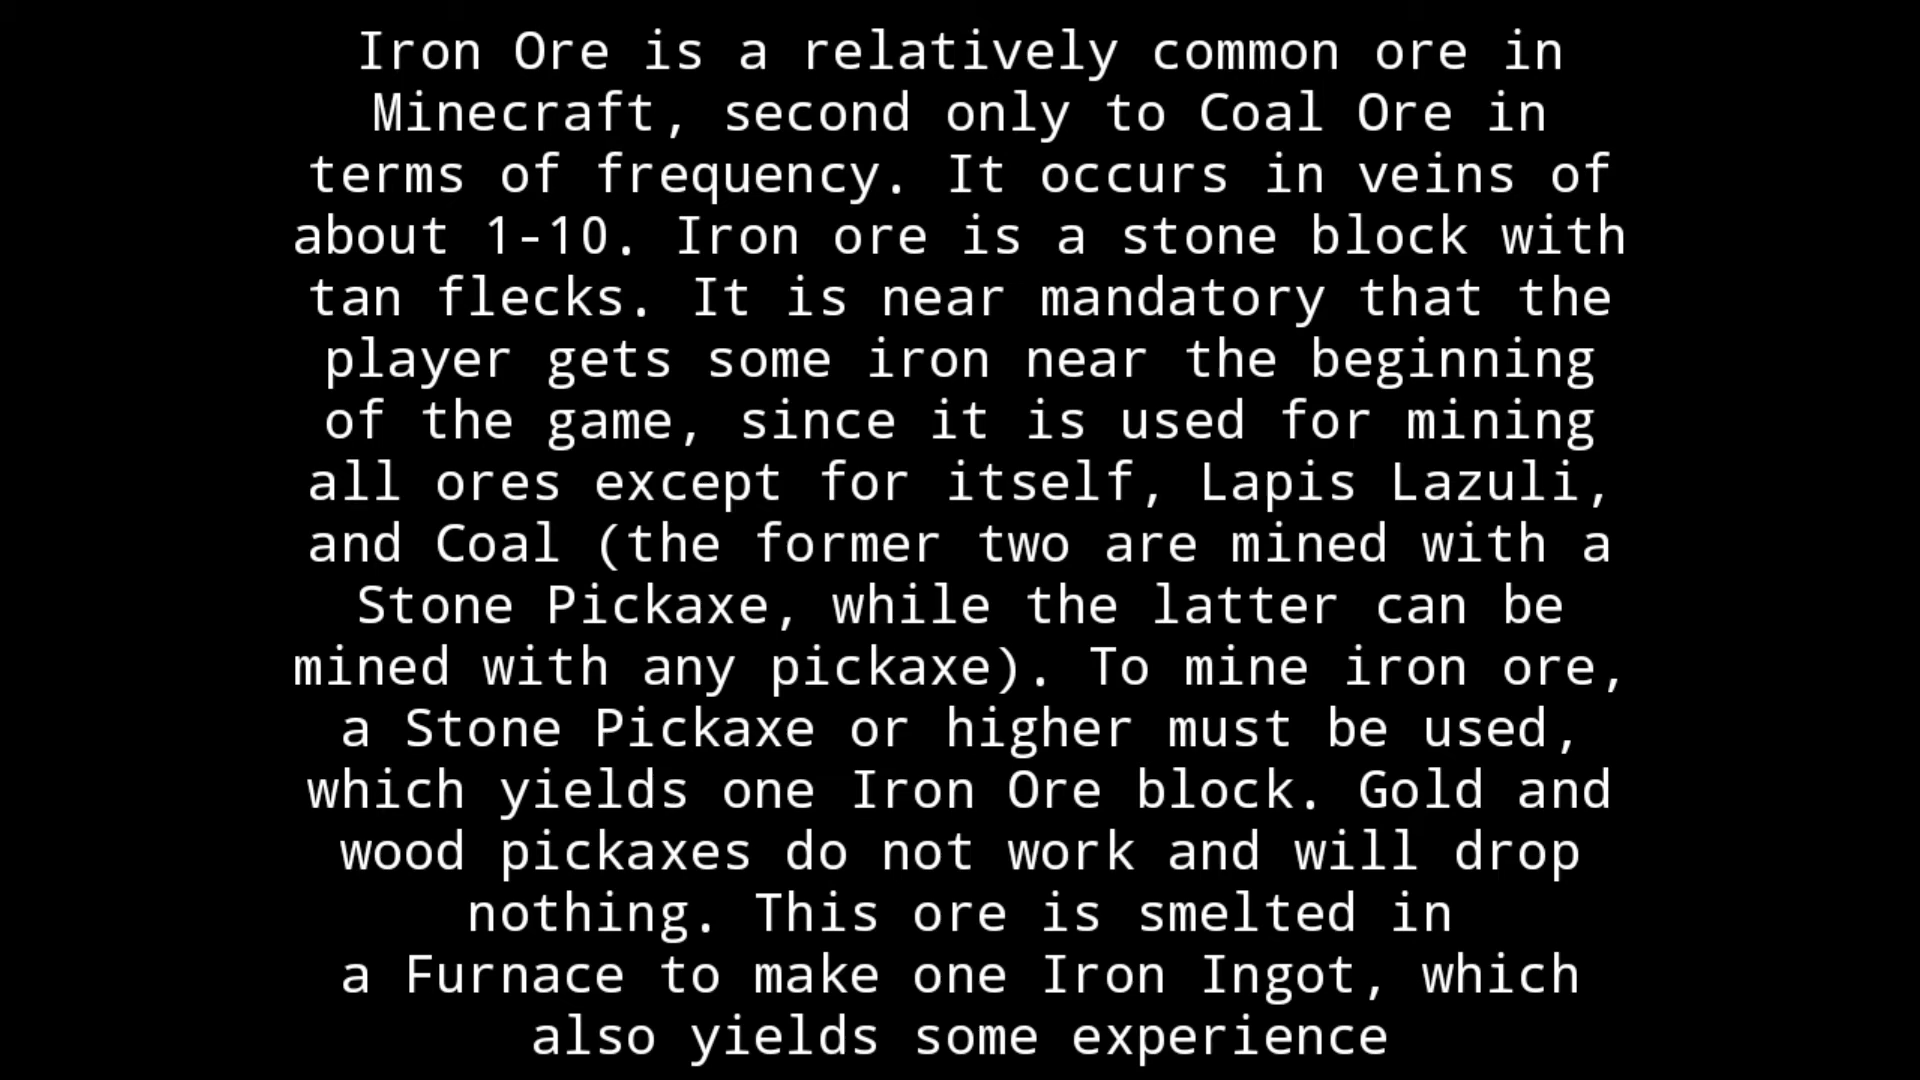 Iron Ore is a relatively common ore in
Minecraft, second only to Coal Ore in
terms of frequency. It occurs in veins of
about 1-10. Iron ore is a stone block with
tan flecks. It is near mandatory that the
player gets some iron near the beginning
of the game, since it is used for mining
all ores except for itself, Lapis Lazuli,
and Coal (the former two are mined with a
Stone Pickaxe, while the latter can be
mined with any pickaxe). To mine iron ore,
a Stone Pickaxe or higher must be used,
which yields one Iron Ore block. Gold and
wood pickaxes do not work and will drop
nothing. This ore is smelted in
a Furnace to make one Iron Ingot, which
also yields some experience